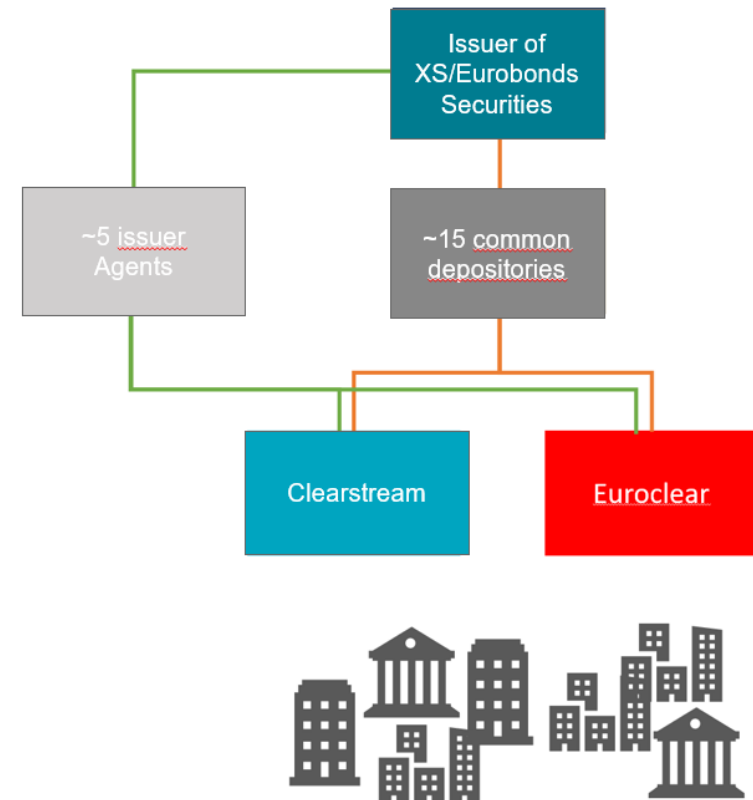 Issuer of
XS/Eurobonds
Securities
~5 issuer
Agents
~15 common
depositories
Clearstream
Euroclear